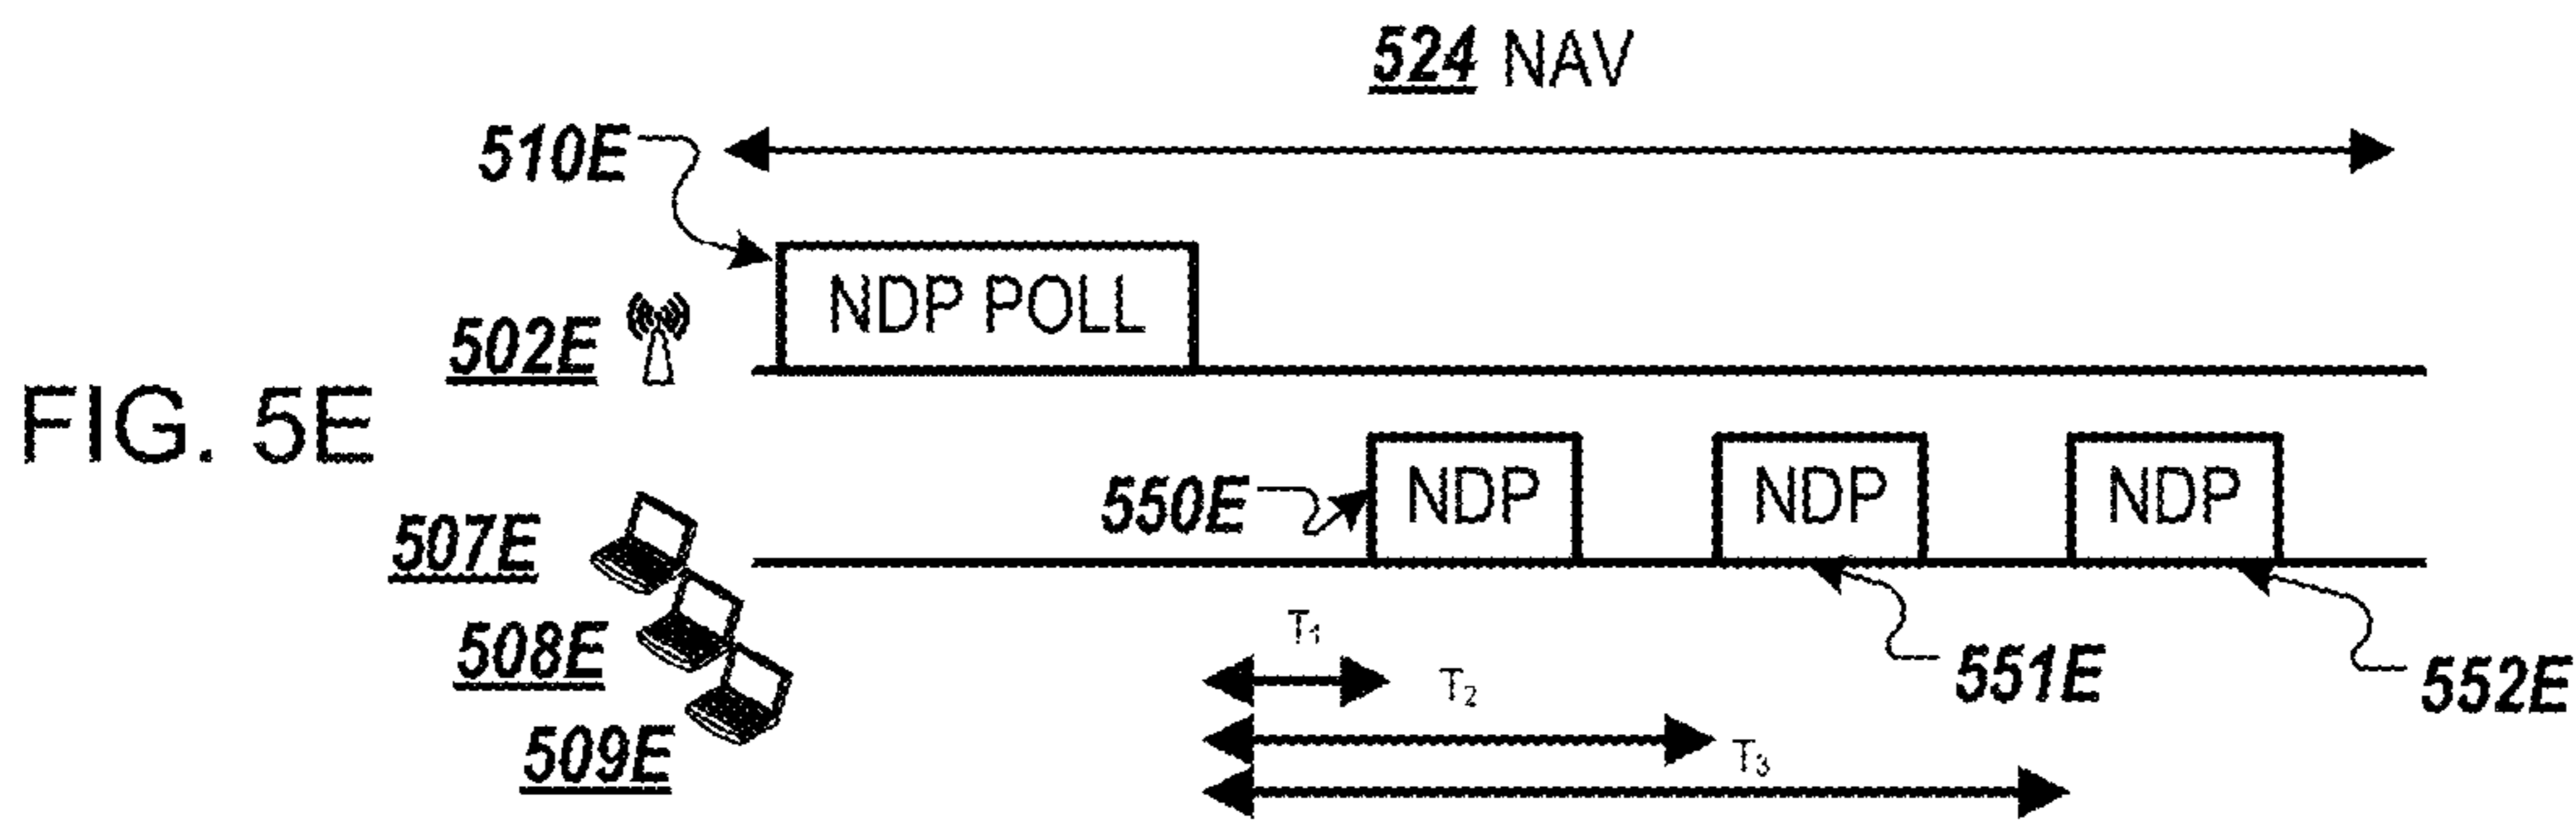 524 NAV
510E
NDP POLL
502E
FIG. 5E
550E
NDP
NDP
NDP
507E
508E
509E
T1
T2
T3
551E
552E